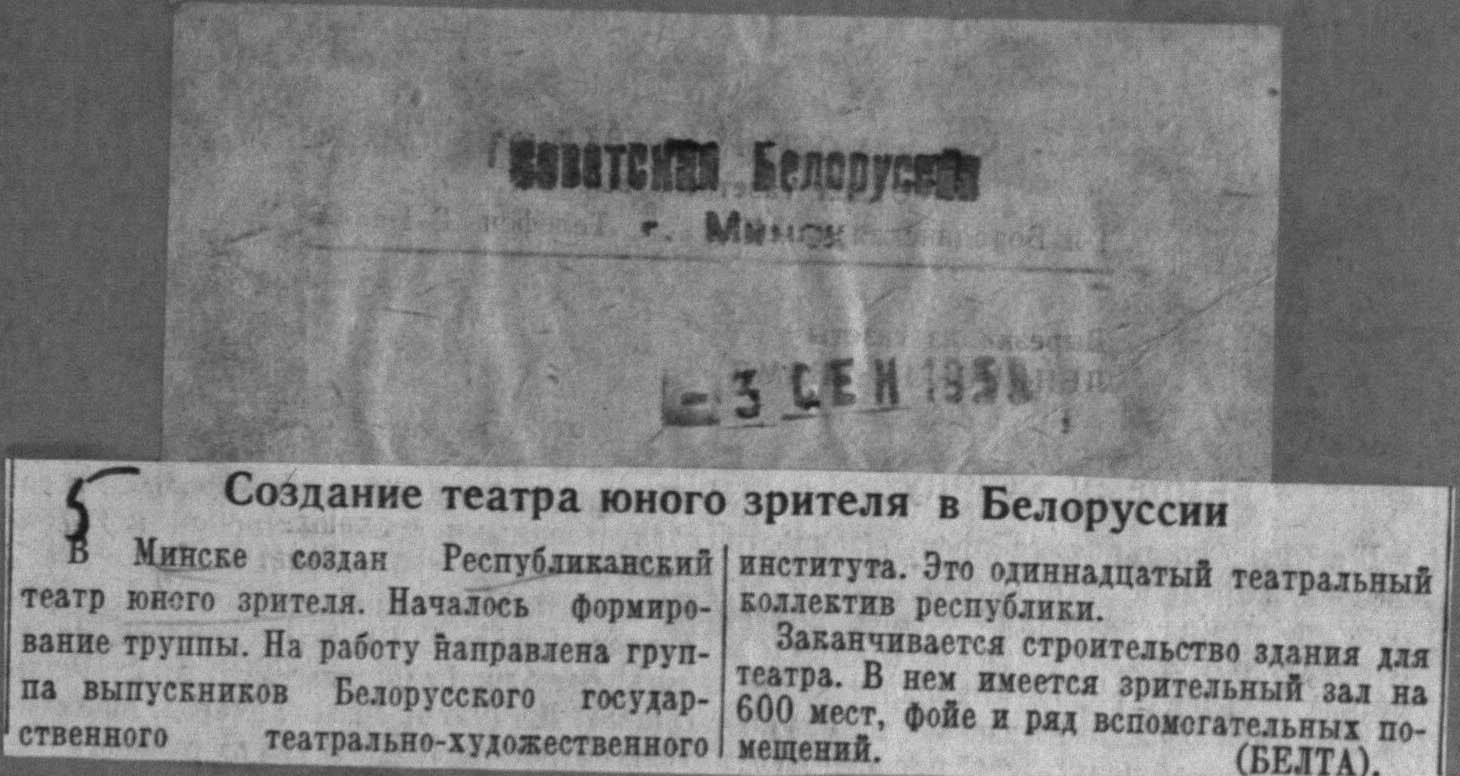 Советская Белоруссия
г. Минск
- 3 СЕН 195
5
Создание театра юного зрителя в Белоруссии
В Минске создан Республиканский
театр юного зрителя. Началось формиро-
вание труппы. На работу направлена груп-
па выпускников Белорусского государ-
ственного театрально-художественного
института. Это одиннадцатый театральный
коллектив республики.
Заканчивается строительство здания для
театра. В нем имеется зрительный зал на
600 мест, фойе и ряд вспомогательных по-
мещений. (БЕЛТА).